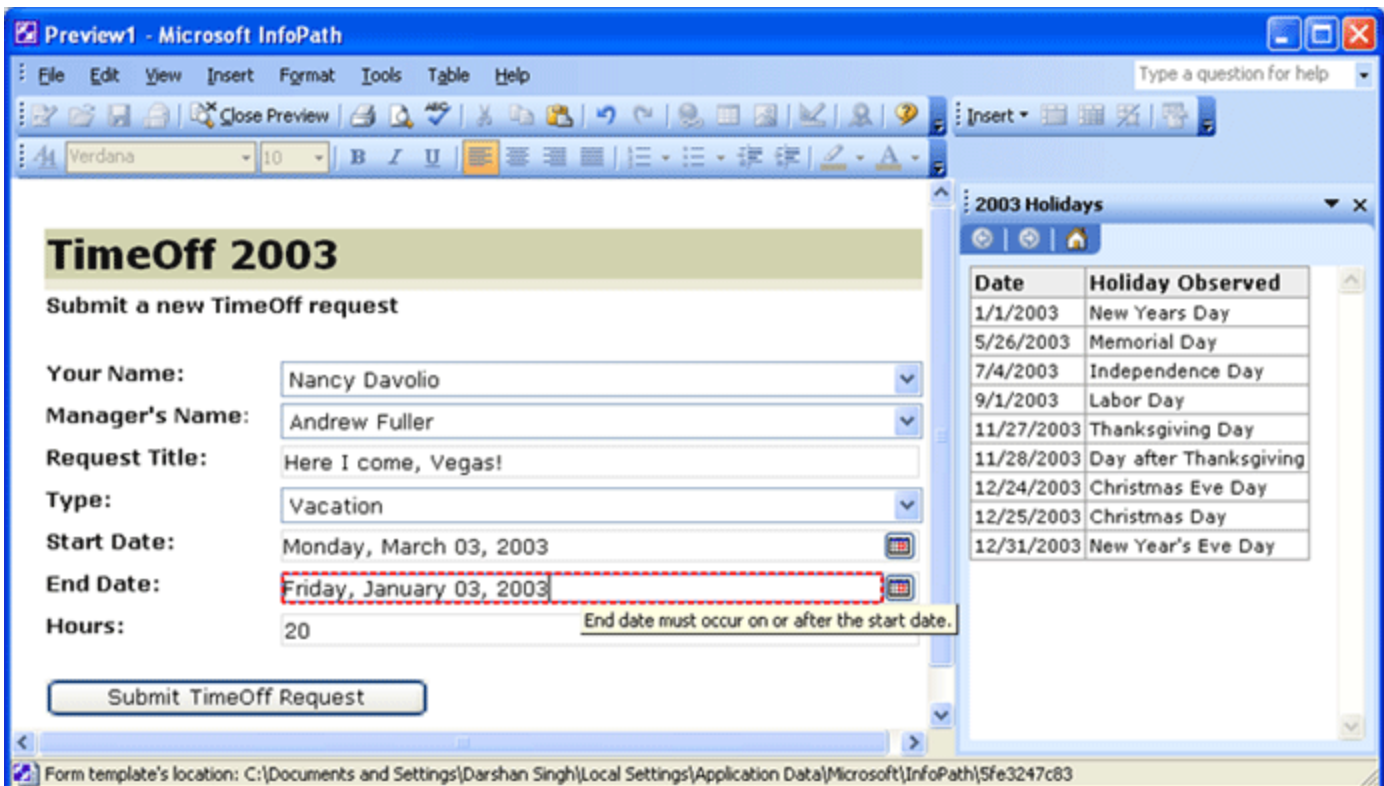 Preview1 - Microsoft InfoPath
File Edit View Insert Format Tools Table Help Type a question for help
Close Preview Insert
Verdana 10 B I U A
2003 Holidays
TimeOff 2003
Submit a new TimeOff request
Your Name: Nancy Davolio
Manager's Name: Andrew Fuller
Request Title: Here I come, Vegas!
Type: Vacation
Start Date: Monday, March 03, 2003
End Date: Friday, January 03, 2003
End date must occur on or after the start date.
Hours: 20
Submit TimeOff Request
Date Holiday Observed
1/1/2003 New Years Day
5/26/2003 Memorial Day
7/4/2003 Independence Day
9/1/2003 Labor Day
11/27/2003 Thanksgiving Day
11/28/2003 Day after Thanksgiving
12/24/2003 Christmas Eve Day
12/25/2003 Christmas Day
12/31/2003 New Year's Eve Day
Form template's location: C:\Documents and Settings\Darshan Singh\Local Settings\Application Data\Microsoft\InfoPath\5fe3247c83